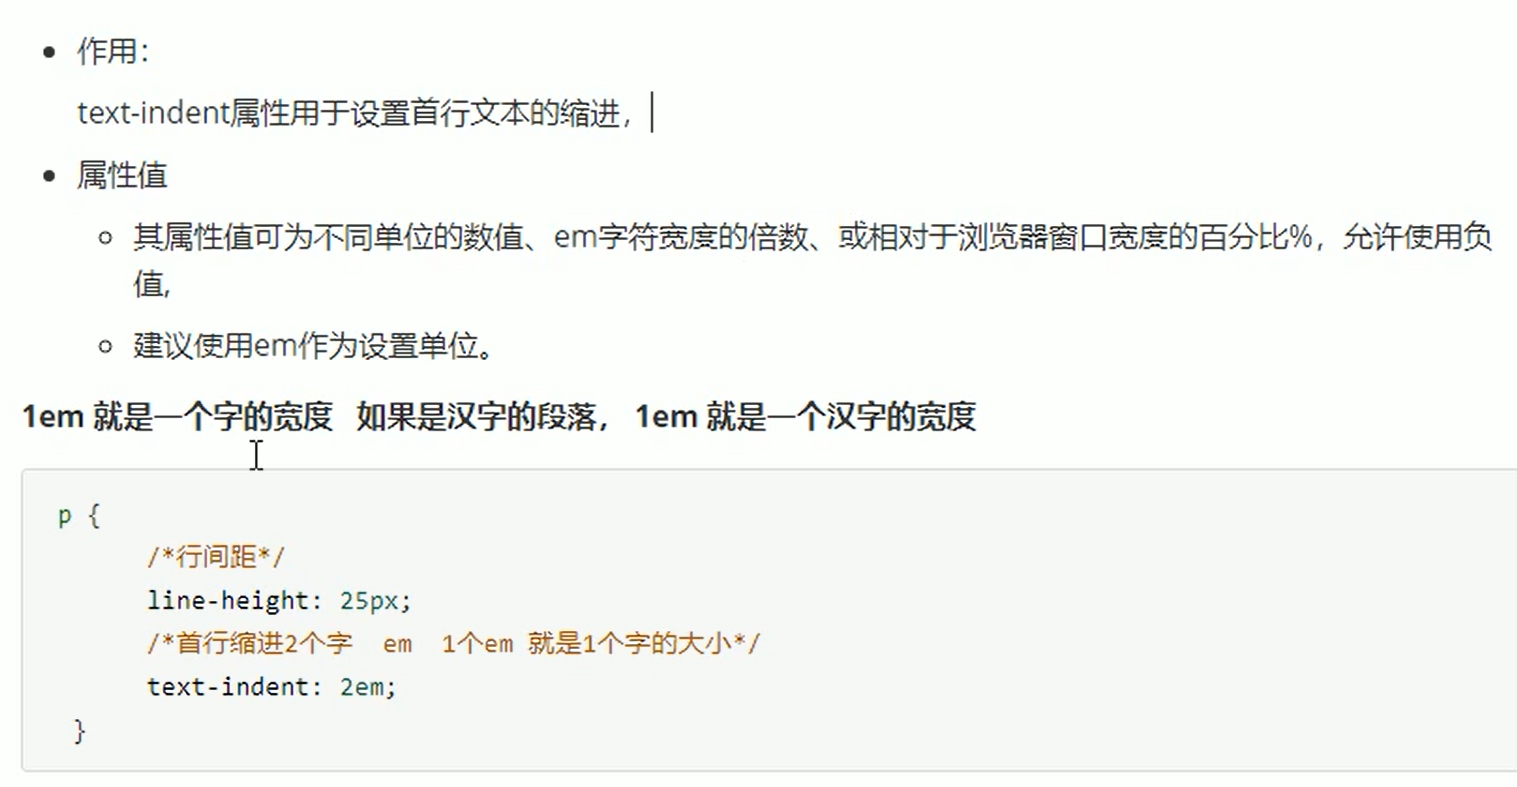 作用：
text-indent属性用于设置首行文本的缩进，
属性值
其属性值可为不同单位的数值、em字符宽度的倍数、或相对于浏览器窗口宽度的百分比%，允许使用负
值,
建议使用em作为设置单位。
1em 就是一个字的宽度   如果是汉字的段落， 1em 就是一个汉字的宽度
p {
      /*行间距*/
      line-height: 25px;
      /*首行缩进2个字  em  1个em 就是1个字的大小*/
      text-indent: 2em;
 }